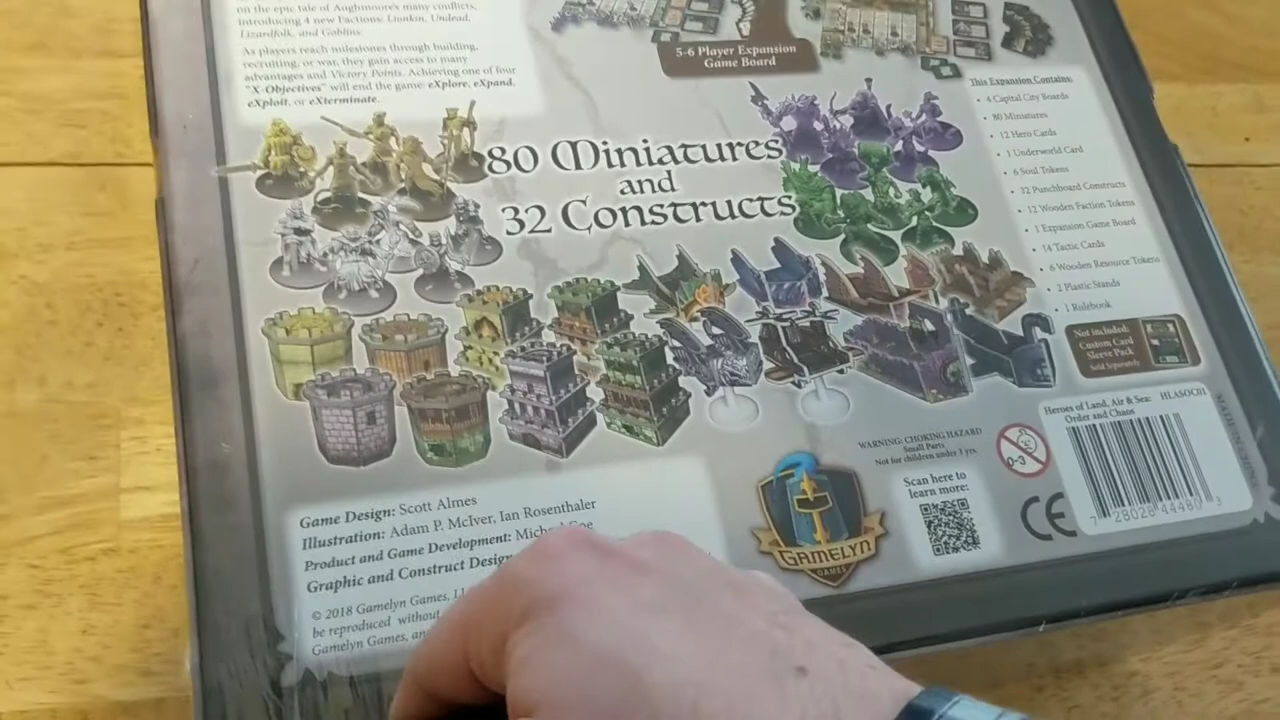 on the epic tale of Aughmoore's many conflicts,
introducing 4 new Factions: Lionkin, Undead,
Lizardfolk, and Goblins.
As players reach milestones through building,
recruiting, or war, they gain access to many
advantages and Victory Points. Achieving one of four
"X-Objectives" will end the game: eXplore, eXpand,
eXploit, or eXterminate.
5-6 Player Expansion
Game Board
80 Miniatures
and
32 Constructs
This Expansion Contains:
• 4 Capital City Boards
• 80 Miniatures
• 12 Hero Cards
• 1 Underworld Card
• 6 Soul Tokens
• 32 Punchboard Constructs
• 12 Wooden Faction Tokens
• 1 Expansion Game Board
• 14 Tactic Cards
• 6 Wooden Resource Tokens
• 2 Plastic Stands
• 1 Rulebook
Not included:
Custom Card
Sleeve Pack
Sold Separately
Heroes of Land, Air & Sea: HLASOC01
Order and Chaos
7 28028 44480 3
MADE IN CHINA
WARNING: CHOKING HAZARD
Small Parts
Not for children under 3 yrs.
0-3
CE
Scan here to
learn more:
GAMELYN
GAMES
Game Design: Scott Almes
Illustration: Adam P. McIver, Ian Rosenthaler
Product and Game Development:
Graphic and Construct
© 2018 Gamelyn Games,
be reproduced without
Gamelyn Games,